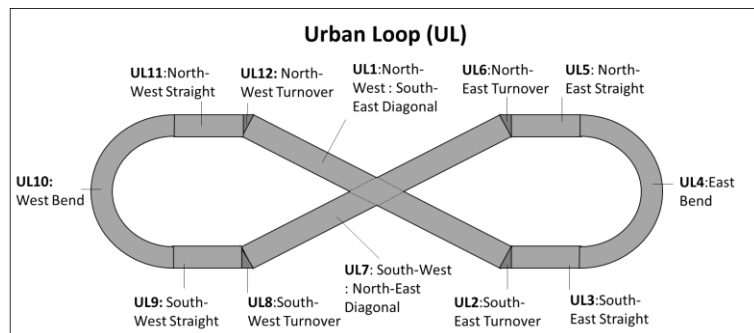 Urban Loop (UL)
UL11:North-
West Straight
UL12: North-
West Turnover
UL1:North-
West : South-
East Diagonal
UL6:North-
East Turnover
UL5: North-
East Straight
UL10:
West Bend
UL4:East
Bend
UL9: South-
West Straight
UL8:South-
West Turnover
UL7: South-West
: North-East
Diagonal
UL2:South-
East Turnover
UL3:South-
East Straight